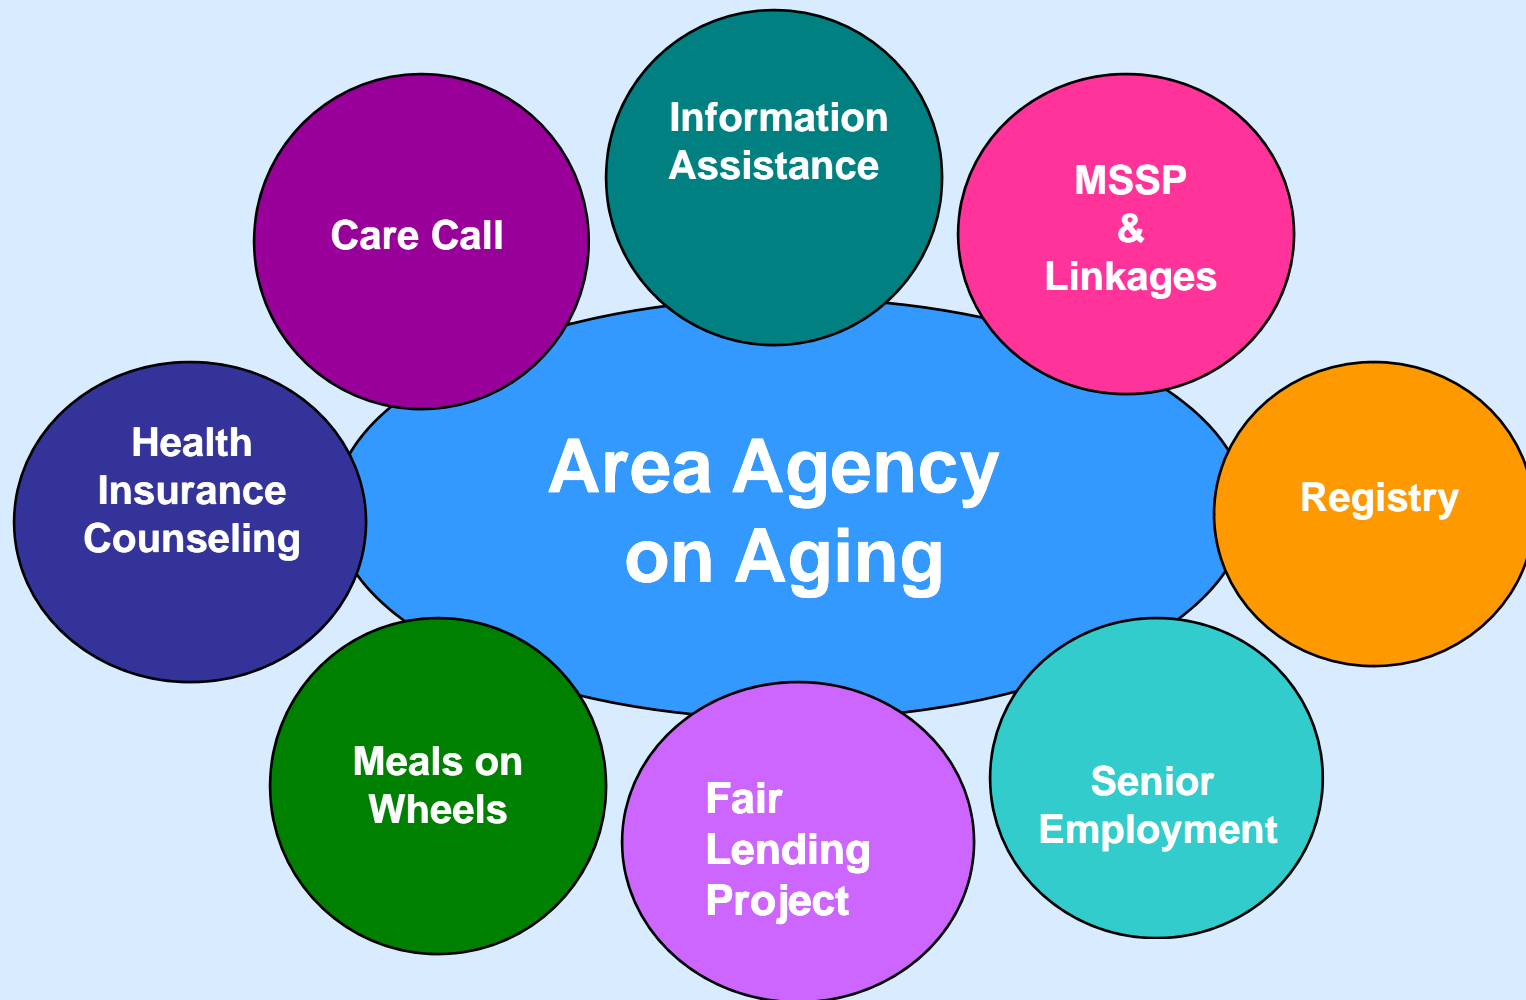 Information
Assistance
Care Call
MSSP
&
Linkages
Health
Insurance
Counseling
Area Agency
on Aging
Registry
Meals on
Wheels
Fair
Lending
Project
Senior
Employment